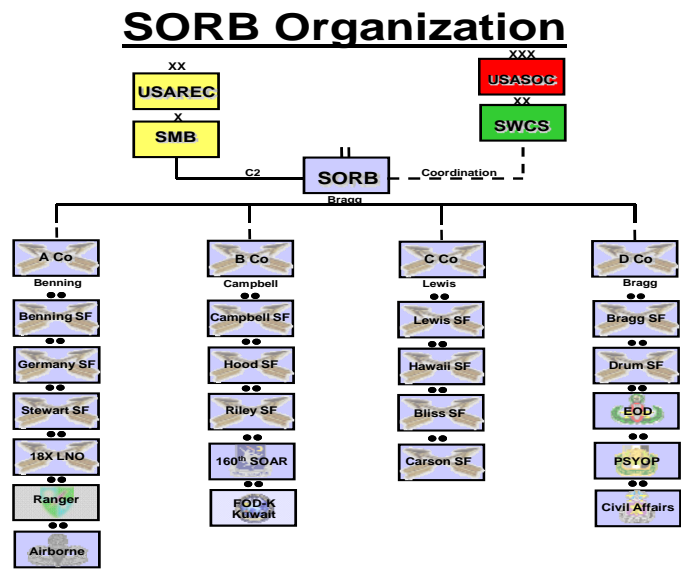 SORB Organization
XX
USAREC
X
SMB
XXX
USASOC
XX
SWCS
C2
SORB
Coordination
Bragg
A Co
Benning
Benning SF
Germany SF
Stewart SF
18X LNO
Ranger
Airborne
B Co
Campbell
Campbell SF
Hood SF
Riley SF
160th SOAR
FOD-K
Kuwait
C Co
Lewis
Lewis SF
Hawaii SF
Bliss SF
Carson SF
D Co
Bragg
Bragg SF
Drum SF
EOD
PSYOP
Civil Affairs